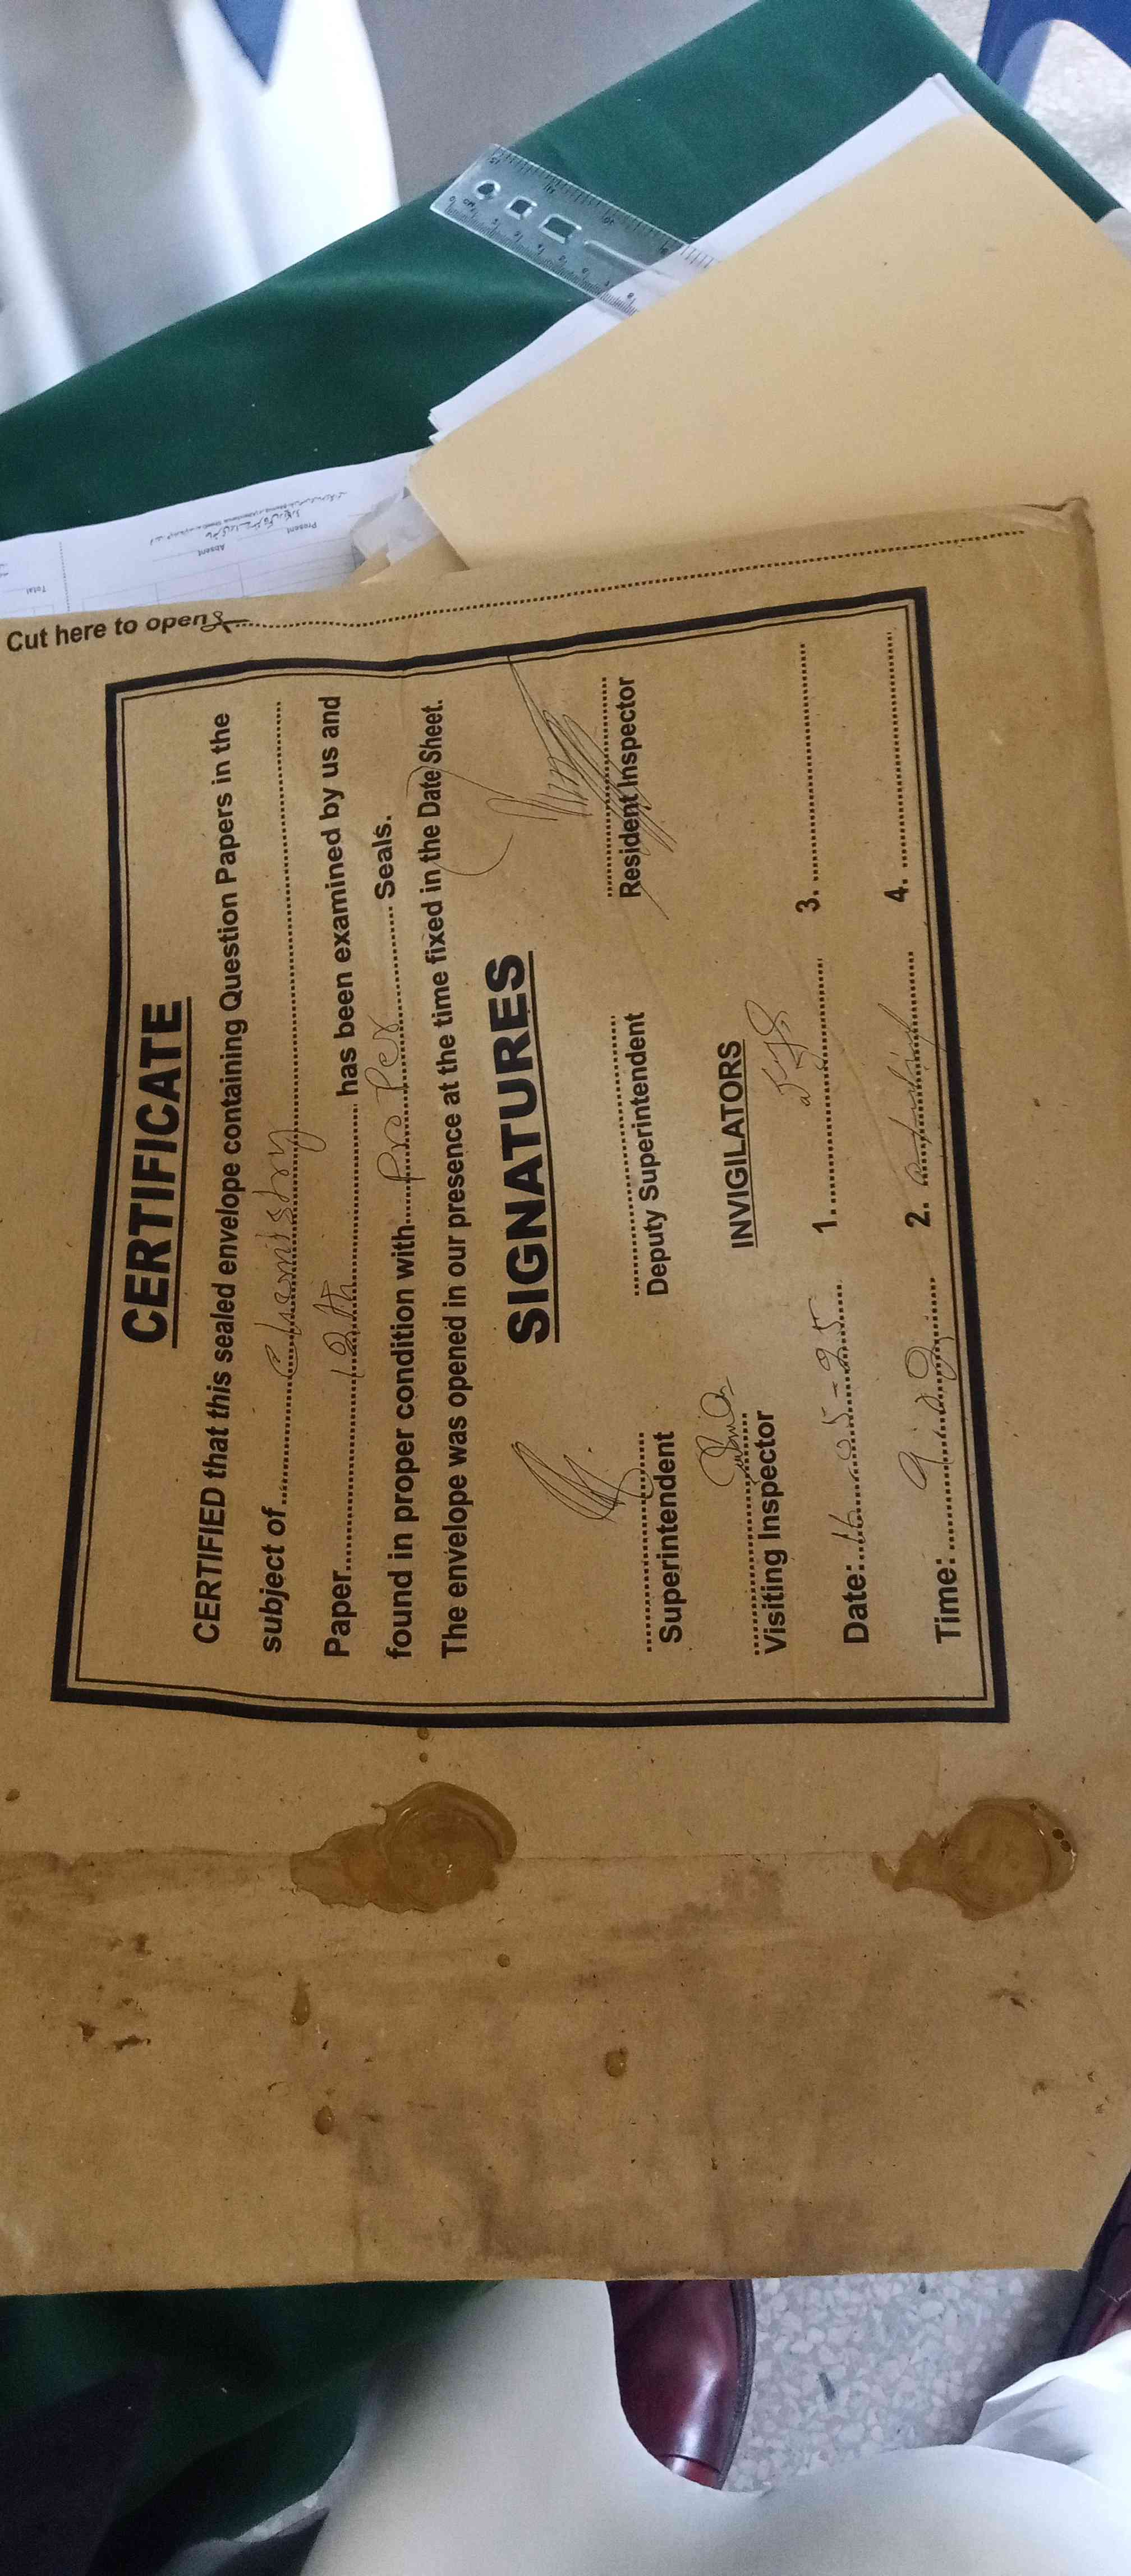 Cut here to open
CERTIFICATE
CERTIFIED that this sealed envelope containing Question Papers in the
subject of Chemistry
Paper 12th has been examined by us and
found in proper condition with proper Seals.
The envelope was opened in our presence at the time fixed in the Date Sheet.
SIGNATURES
Superintendent Deputy Superintendent Resident Inspector
Visiting Inspector INVIGILATORS
Date: 16-05-25 1. 3.
Time: 2. 4.
Present
Absent
Total